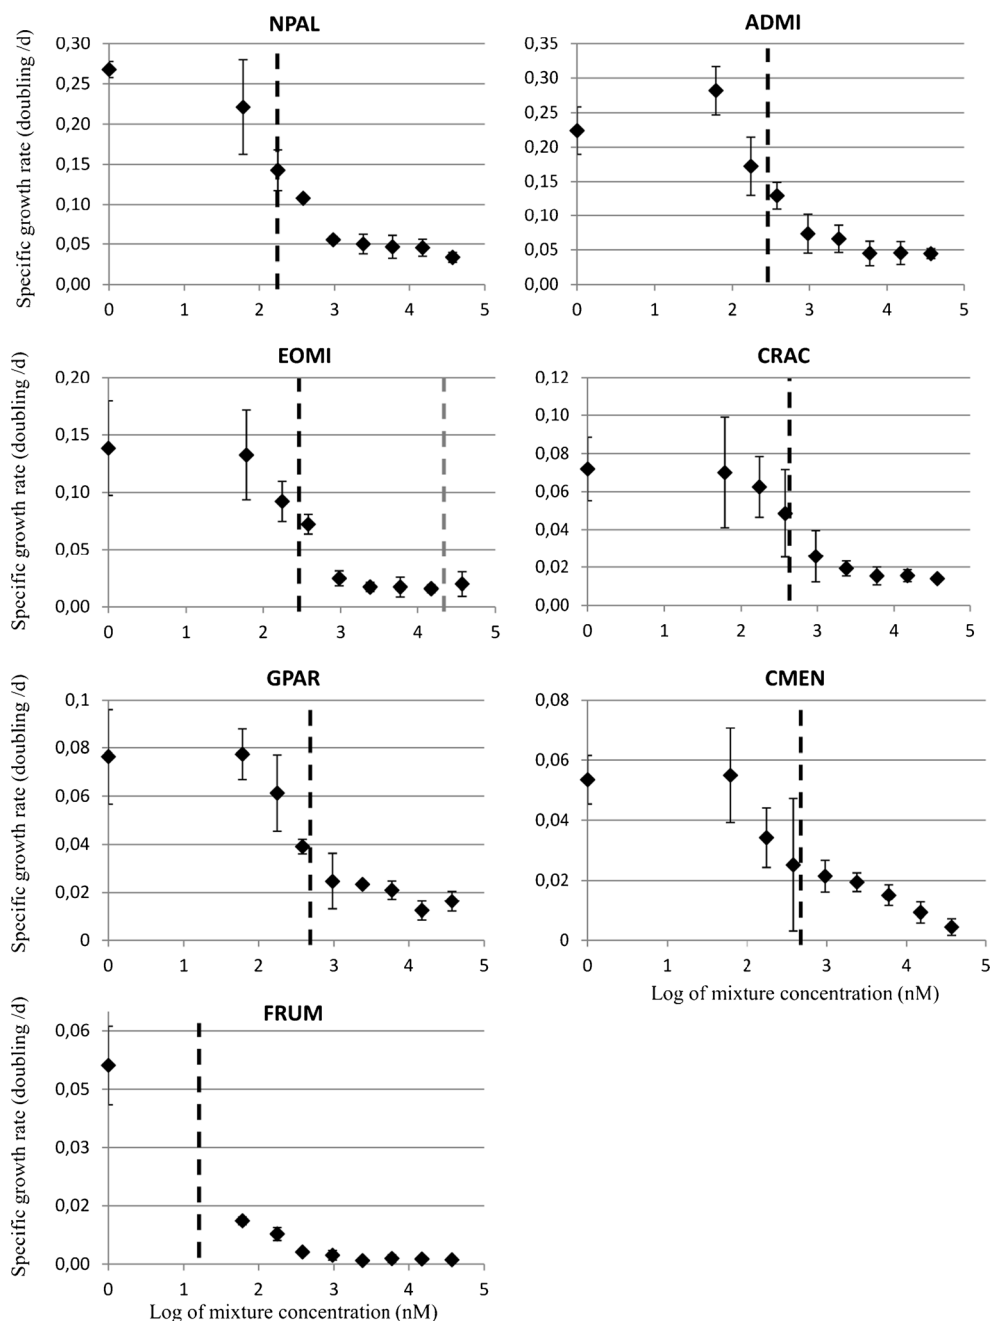 NPAL
Specific growth rate (doubling /d)
0,30
0,25
0,20
0,15
0,10
0,05
0,00
0 1 2 3 4 5
ADMI
0,35
0,30
0,25
0,20
0,15
0,10
0,05
0,00
0 1 2 3 4 5
EOMI
Specific growth rate (doubling /d)
0,20
0,15
0,10
0,05
0,00
0 1 2 3 4 5
CRAC
0,12
0,10
0,08
0,06
0,04
0,02
0,00
0 1 2 3 4 5
GPAR
Specific growth rate (doubling /d)
0,1
0,08
0,06
0,04
0,02
0
0 1 2 3 4 5
CMEN
0,08
0,06
0,04
0,02
0
0 1 2 3 4 5
Log of mixture concentration (nM)
FRUM
Specific growth rate (doubling /d)
0,06
0,05
0,03
0,02
0,00
0 1 2 3 4 5
Log of mixture concentration (nM)